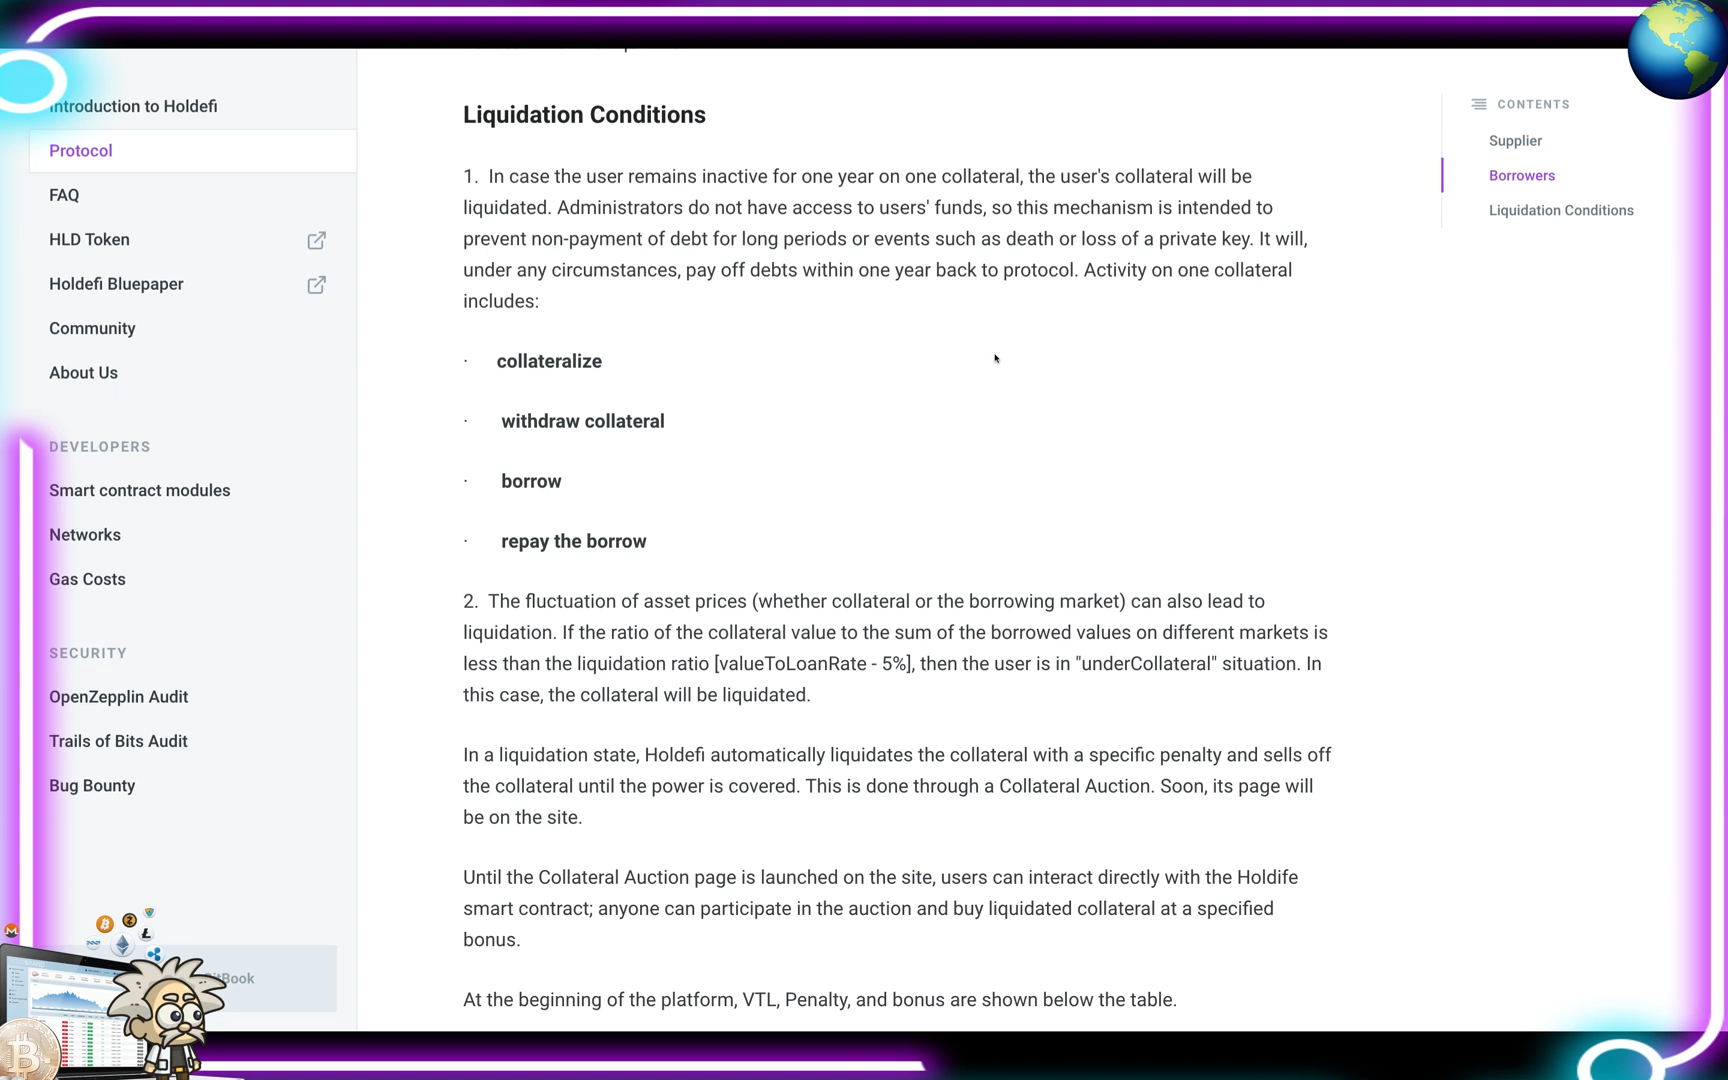 Introduction to Holdefi
Protocol
FAQ
HLD Token
Holdefi Bluepaper
Community
About Us
DEVELOPERS
Smart contract modules
Networks
Gas Costs
SECURITY
OpenZepplin Audit
Trails of Bits Audit
Bug Bounty
Liquidation Conditions
1. In case the user remains inactive for one year on one collateral, the user's collateral will be
liquidated. Administrators do not have access to users' funds, so this mechanism is intended to
prevent non-payment of debt for long periods or events such as death or loss of a private key. It will,
under any circumstances, pay off debts within one year back to protocol. Activity on one collateral
includes:
· collateralize
· withdraw collateral
· borrow
· repay the borrow
2. The fluctuation of asset prices (whether collateral or the borrowing market) can also lead to
liquidation. If the ratio of the collateral value to the sum of the borrowed values on different markets is
less than the liquidation ratio [valueToLoanRate - 5%], then the user is in "underCollateral" situation. In
this case, the collateral will be liquidated.
In a liquidation state, Holdefi automatically liquidates the collateral with a specific penalty and sells off
the collateral until the power is covered. This is done through a Collateral Auction. Soon, its page will
be on the site.
Until the Collateral Auction page is launched on the site, users can interact directly with the Holdife
smart contract; anyone can participate in the auction and buy liquidated collateral at a specified
bonus.
At the beginning of the platform, VTL, Penalty, and bonus are shown below the table.
CONTENTS
Supplier
Borrowers
Liquidation Conditions